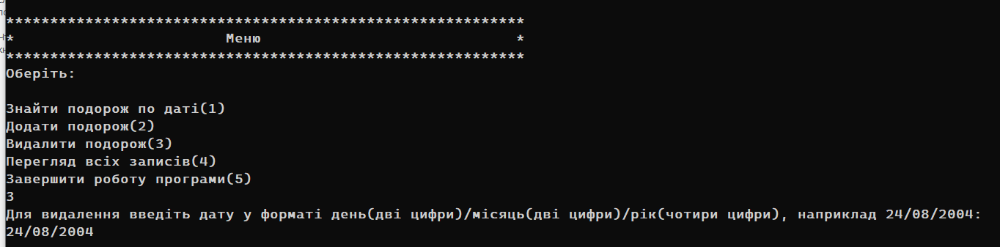 ***********************************************************
* Меню *
***********************************************************
Оберіть:
Знайти подорож по даті(1)
Додати подорож(2)
Видалити подорож(3)
Перегляд всіх записів(4)
Завершити роботу програми(5)
3
Для видалення введіть дату у форматі день(дві цифри)/місяць(дві цифри)/рік(чотири цифри), наприклад 24/08/2004:
24/08/2004